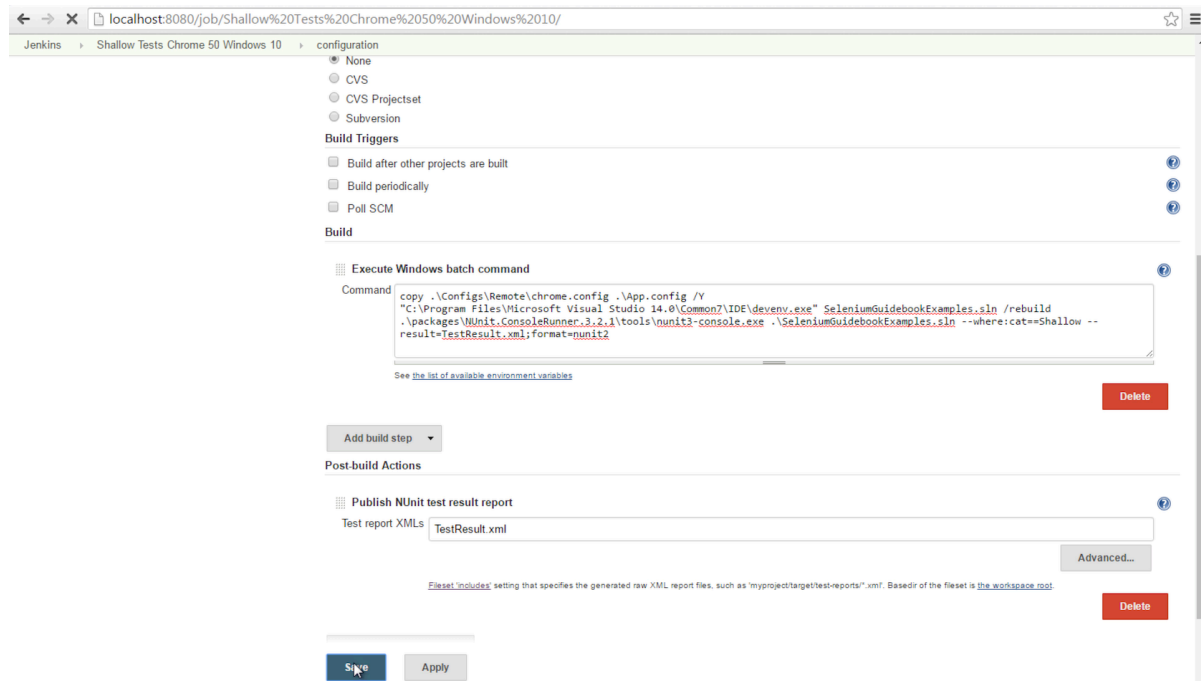 localhost:8080/job/Shallow%20Tests%20Chrome%2050%20Windows%2010/
Jenkins Shallow Tests Chrome 50 Windows 10 configuration
None
CVS
CVS Projectset
Subversion
Build Triggers
Build after other projects are built
Build periodically
Poll SCM
Build
Execute Windows batch command
Command
copy .\Configs\Remote\chrome.config .\App.config /Y
"C:\Program Files\Microsoft Visual Studio 14.0\Common7\IDE\devenv.exe" SeleniumGuidebookExamples.sln /rebuild
.\packages\NUnit.ConsoleRunner.3.2.1\tools\nunit3-console.exe .\SeleniumGuidebookExamples.sln --where:cat==Shallow --
result=TestResult.xml;format=nunit2
See the list of available environment variables
Delete
Add build step
Post-build Actions
Publish NUnit test result report
Test report XMLs TestResult.xml
Advanced...
Fileset 'includes' setting that specifies the generated raw XML report files, such as 'myproject/target/test-reports/*.xml'. Basedir of the fileset is the workspace root.
Delete
Save Apply